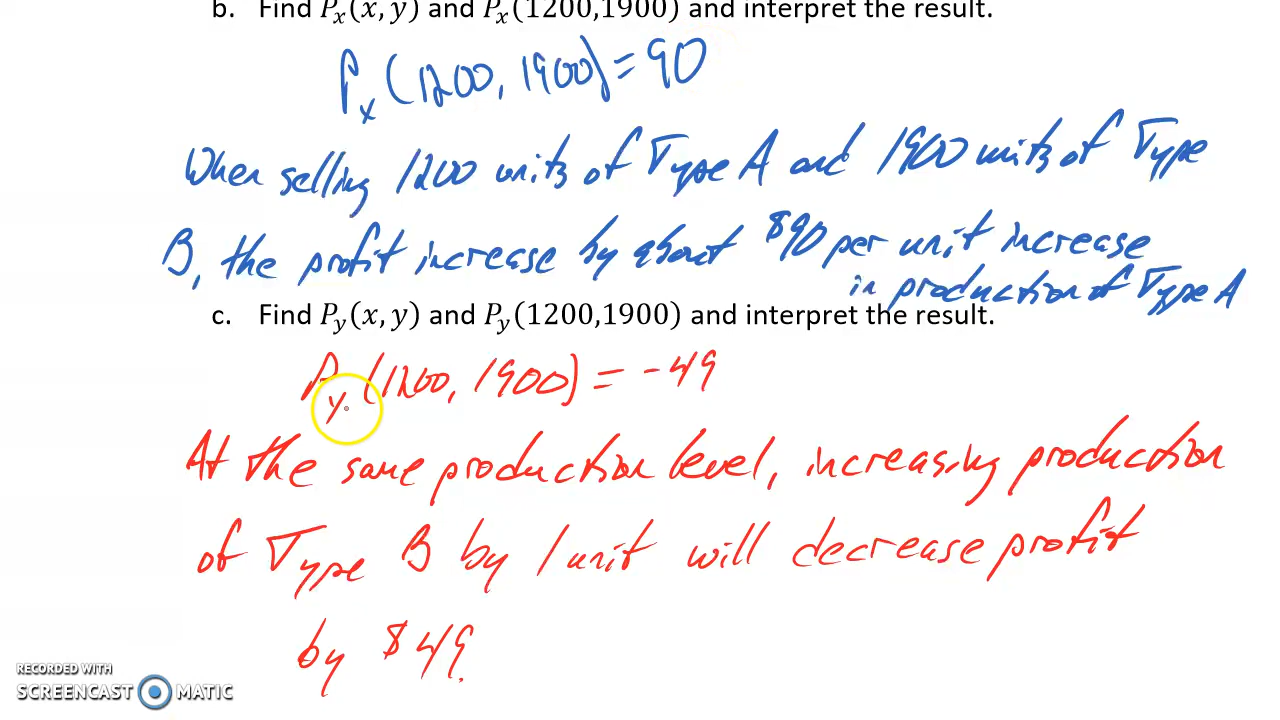 b. Find Pₓ(x, y) and Pₓ(1200,1900) and interpret the result.
Pₓ(1200, 1900) = 90
When selling 1200 units of Type A and 1900 units of Type
B, the profit increase by about $90 per unit increase
in production of Type A
c. Find P_y(x, y) and P_y(1200,1900) and interpret the result.
P_y(1200, 1900) = -49
At the same production level, increasing production
of Type B by 1 unit will decrease profit
by $49.
RECORDED WITH
SCREENCAST MATIC